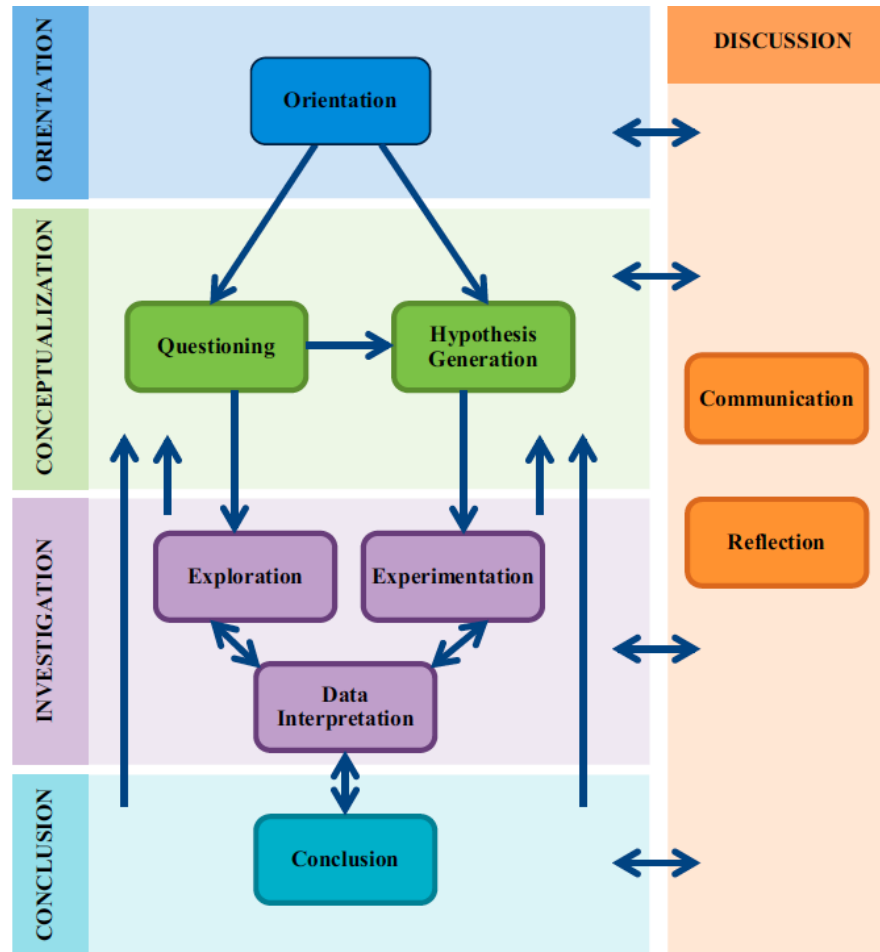 ORIENTATION
Orientation
CONCEPTUALIZATION
Questioning
Hypothesis
Generation
INVESTIGATION
Exploration
Experimentation
Data
Interpretation
CONCLUSION
Conclusion
DISCUSSION
Communication
Reflection